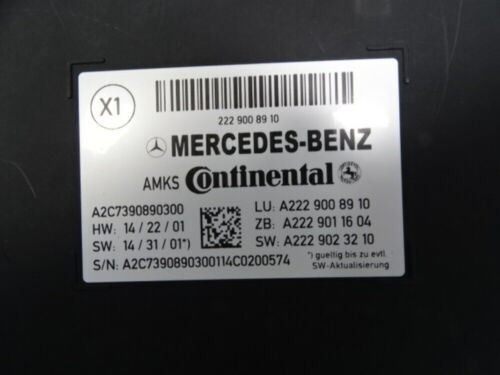 X1
222 900 89 10
MERCEDES-BENZ
AMKS Continental
A2C7390890300 LU: A222 900 89 10
HW: 14 / 22 / 01 ZB: A222 901 16 04
SW: 14 / 31 / 01*) SW: A222 902 32 10
S/N: A2C7390890300114C0200574 *) gueltig bis zu evtl.
SW-Aktualisierung